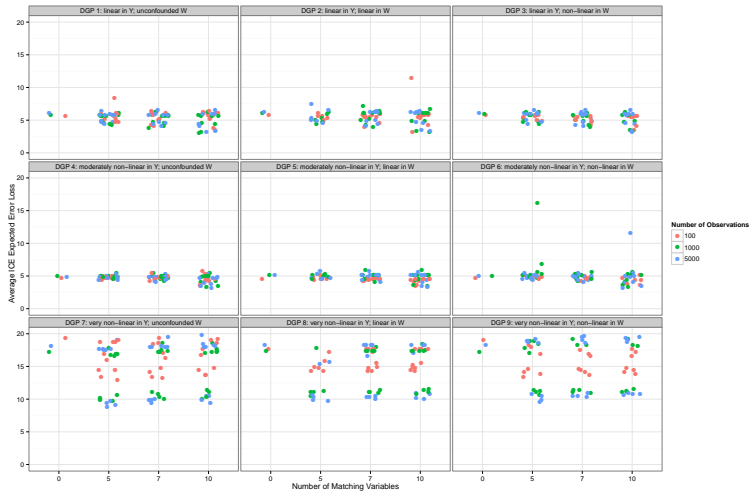 DGP 1: linear in Y; unconfounded W
DGP 2: linear in Y; linear in W
DGP 3: linear in Y; non−linear in W
20
15
10
5
0
DGP 4: moderately non−linear in Y; unconfounded W
DGP 5: moderately non−linear in Y; linear in W
DGP 6: moderately non−linear in Y; non−linear in W
20
15
10
5
0
DGP 7: very non−linear in Y; unconfounded W
DGP 8: very non−linear in Y; linear in W
DGP 9: very non−linear in Y; non−linear in W
20
15
10
5
0
0 5 7 10 0 5 7 10 0 5 7 10
Number of Matching Variables
Average ICE Expected Error Loss
Number of Observations
100
1000
5000